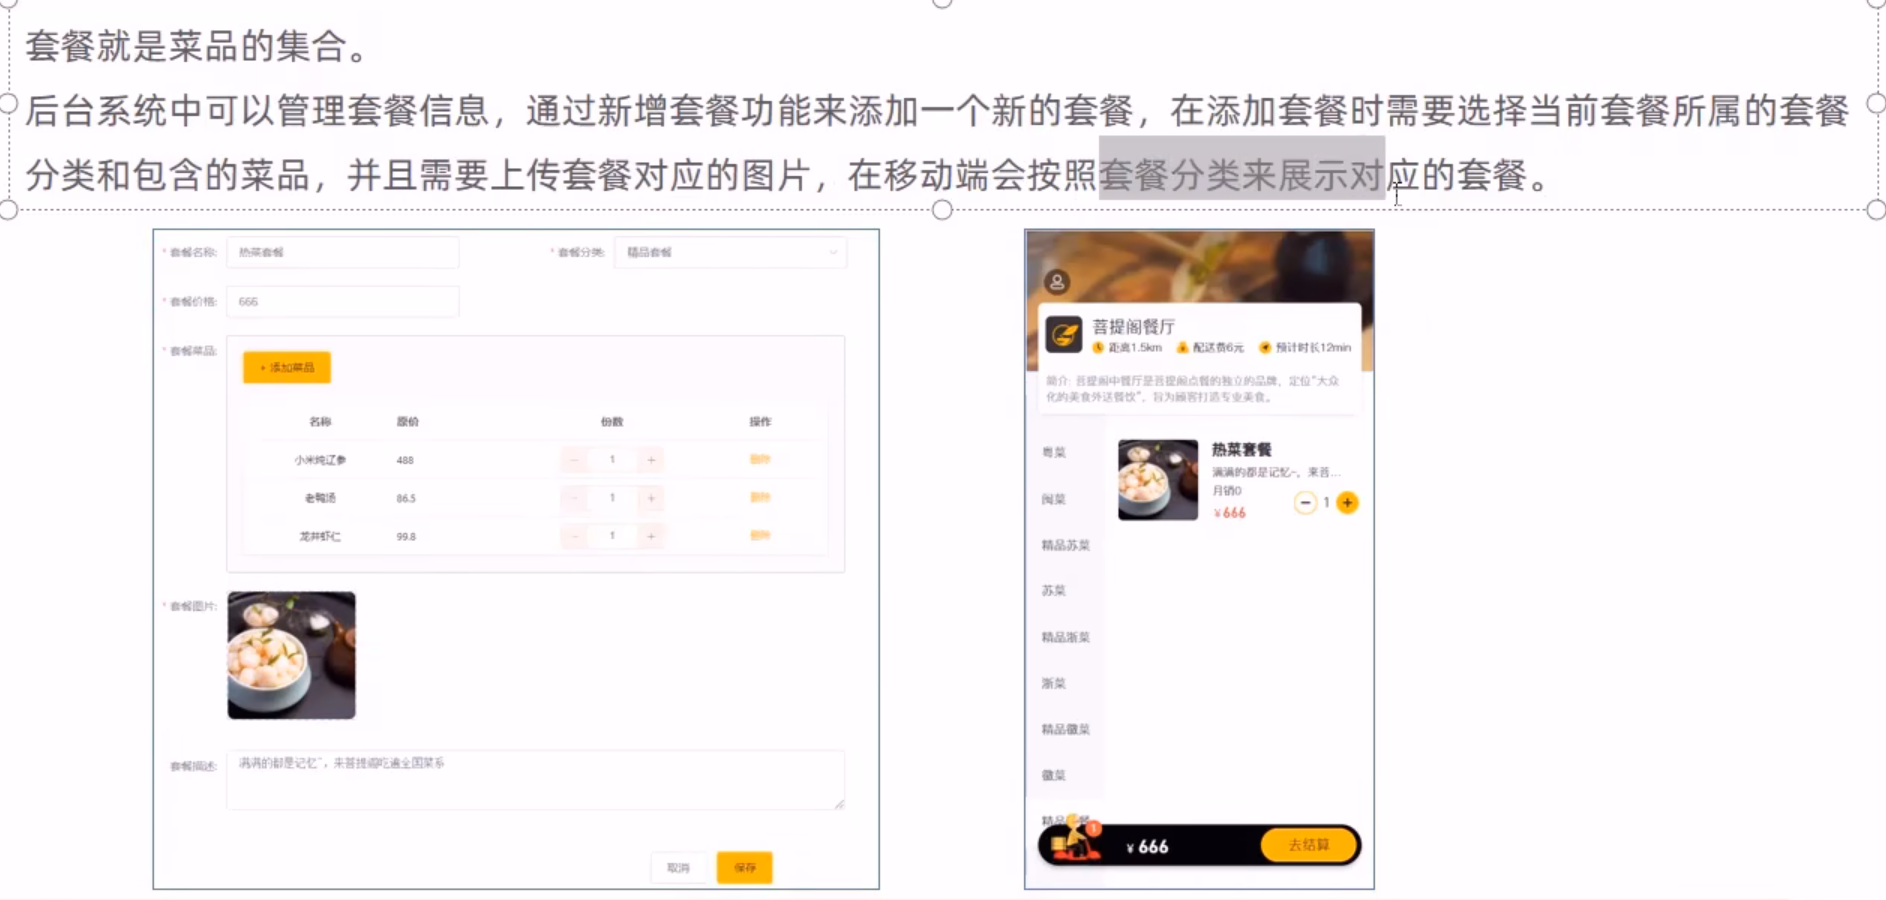 套餐就是菜品的集合。
后台系统中可以管理套餐信息，通过新增套餐功能来添加一个新的套餐，在添加套餐时需要选择当前套餐所属的套餐
分类和包含的菜品，并且需要上传套餐对应的图片，在移动端会按照套餐分类来展示对应的套餐。
* 套餐名称: 热菜套餐 * 套餐分类: 精品套餐
* 套餐价格: 666
* 套餐菜品:
+ 添加菜品
名称 原价 份数 操作
小米炖辽参 488 − 1 + 删除
老鸭汤 86.5 − 1 + 删除
龙井虾仁 99.8 − 1 + 删除
* 套餐图片:
套餐描述: 满满的都是记忆~，来菩提阁吃遍全国菜系
取消 保存
菩提阁餐厅
距离1.5km 配送费6元 预计时长12min
简介: 菩提阁中餐厅是菩提阁点餐的独立的品牌，定位“大众
化的美食外送餐饮”，旨为顾客打造专业美食。
粤菜
闽菜
精品苏菜
苏菜
精品浙菜
浙菜
精品徽菜
徽菜
精品 餐
热菜套餐
满满的都是记忆~，来菩...
月销0
¥666
− 1 +
1
¥ 666
去结算